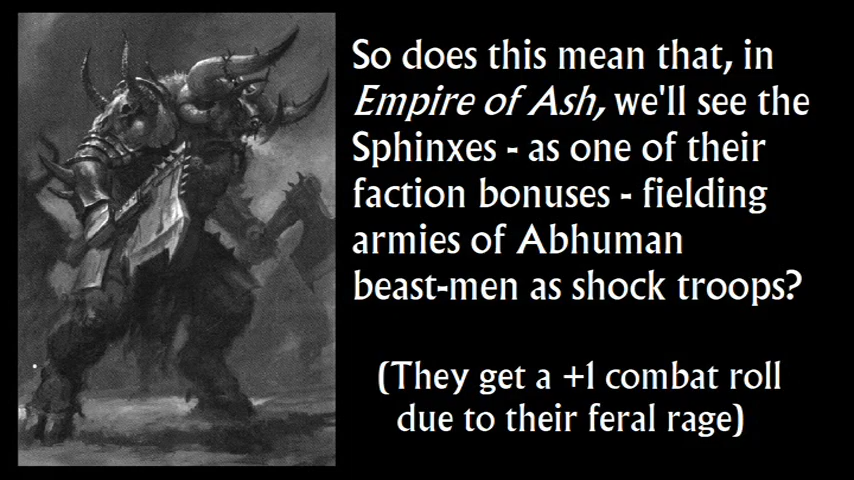 So does this mean that, in
Empire of Ash, we'll see the
Sphinxes - as one of their
faction bonuses - fielding
armies of Abhuman
beast-men as shock troops?
(They get a +1 combat roll
due to their feral rage)